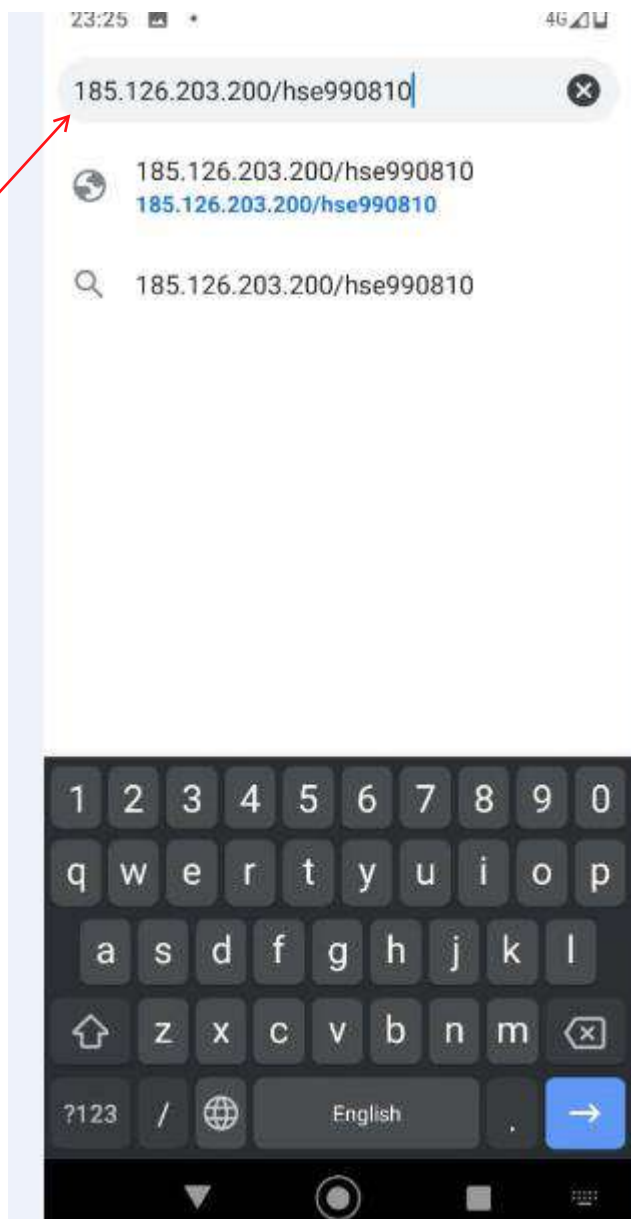 23:25 4G
185.126.203.200/hse990810
185.126.203.200/hse990810
185.126.203.200/hse990810
185.126.203.200/hse990810
1 2 3 4 5 6 7 8 9 0
q w e r t y u i o p
a s d f g h j k l
z x c v b n m
?123 / English .